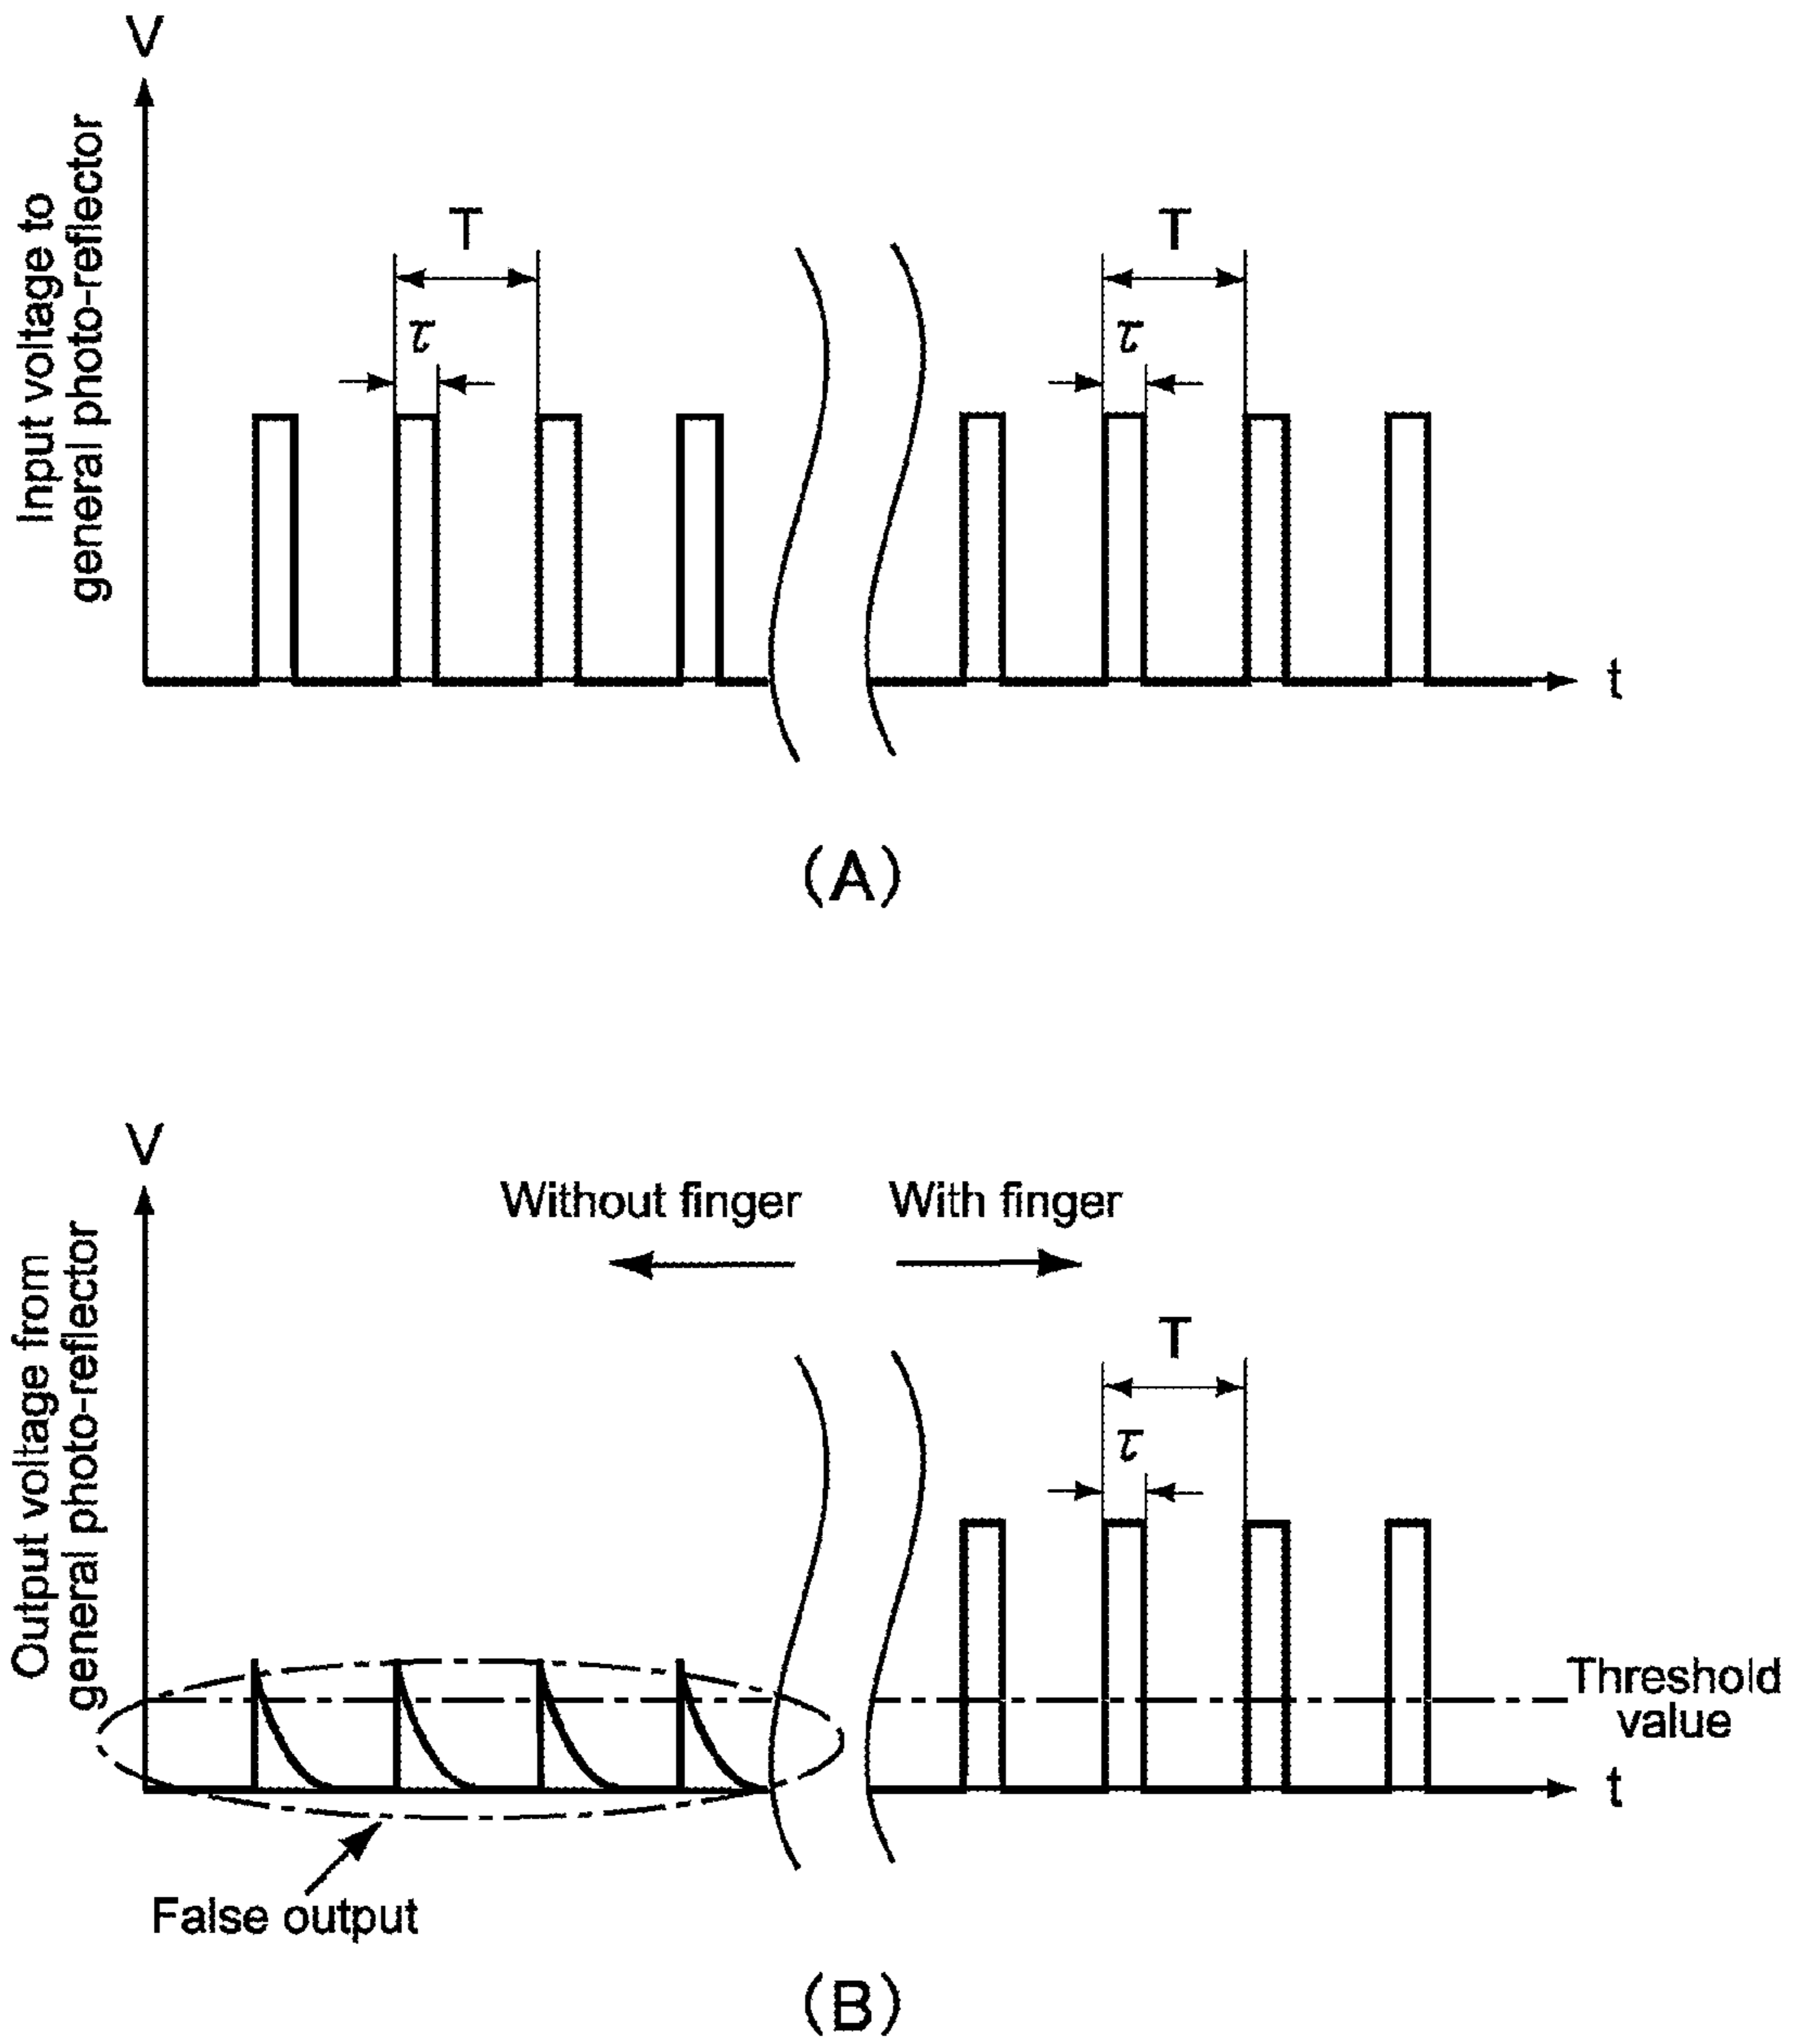 V
Input voltage to
general photo-reflector
T
T
τ
τ
t
(A)
V
Output voltage from
general photo-reflector
Without finger
With finger
T
τ
Threshold
value
t
False output
(B)